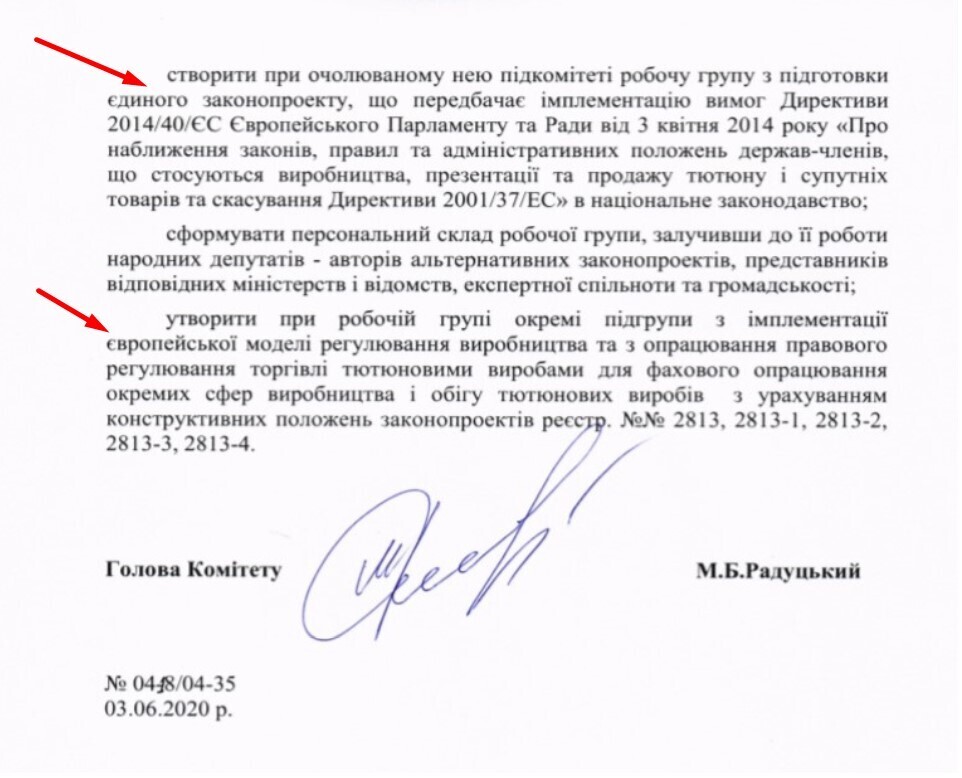 створити при очолюваному нею підкомітеті робочу групу з підготовки
єдиного законопроекту, що передбачає імплементацію вимог Директиви
2014/40/ЄС Європейського Парламенту та Ради від 3 квітня 2014 року «Про
наближення законів, правил та адміністративних положень держав-членів,
що стосуються виробництва, презентації та продажу тютюну і супутніх
товарів та скасування Директиви 2001/37/ЕС» в національне законодавство;
сформувати персональний склад робочої групи, залучивши до її роботи
народних депутатів - авторів альтернативних законопроектів, представників
відповідних міністерств і відомств, експертної спільноти та громадськості;
утворити при робочій групі окремі підгрупи з імплементації
європейської моделі регулювання виробництва та з опрацювання правового
регулювання торгівлі тютюновими виробами для фахового опрацювання
окремих сфер виробництва і обігу тютюнових виробів з урахуванням
конструктивних положень законопроектів реєстр. №№ 2813, 2813-1, 2813-2,
2813-3, 2813-4.
Голова Комітету М.Б.Радуцький
№
03.06.2020 р.